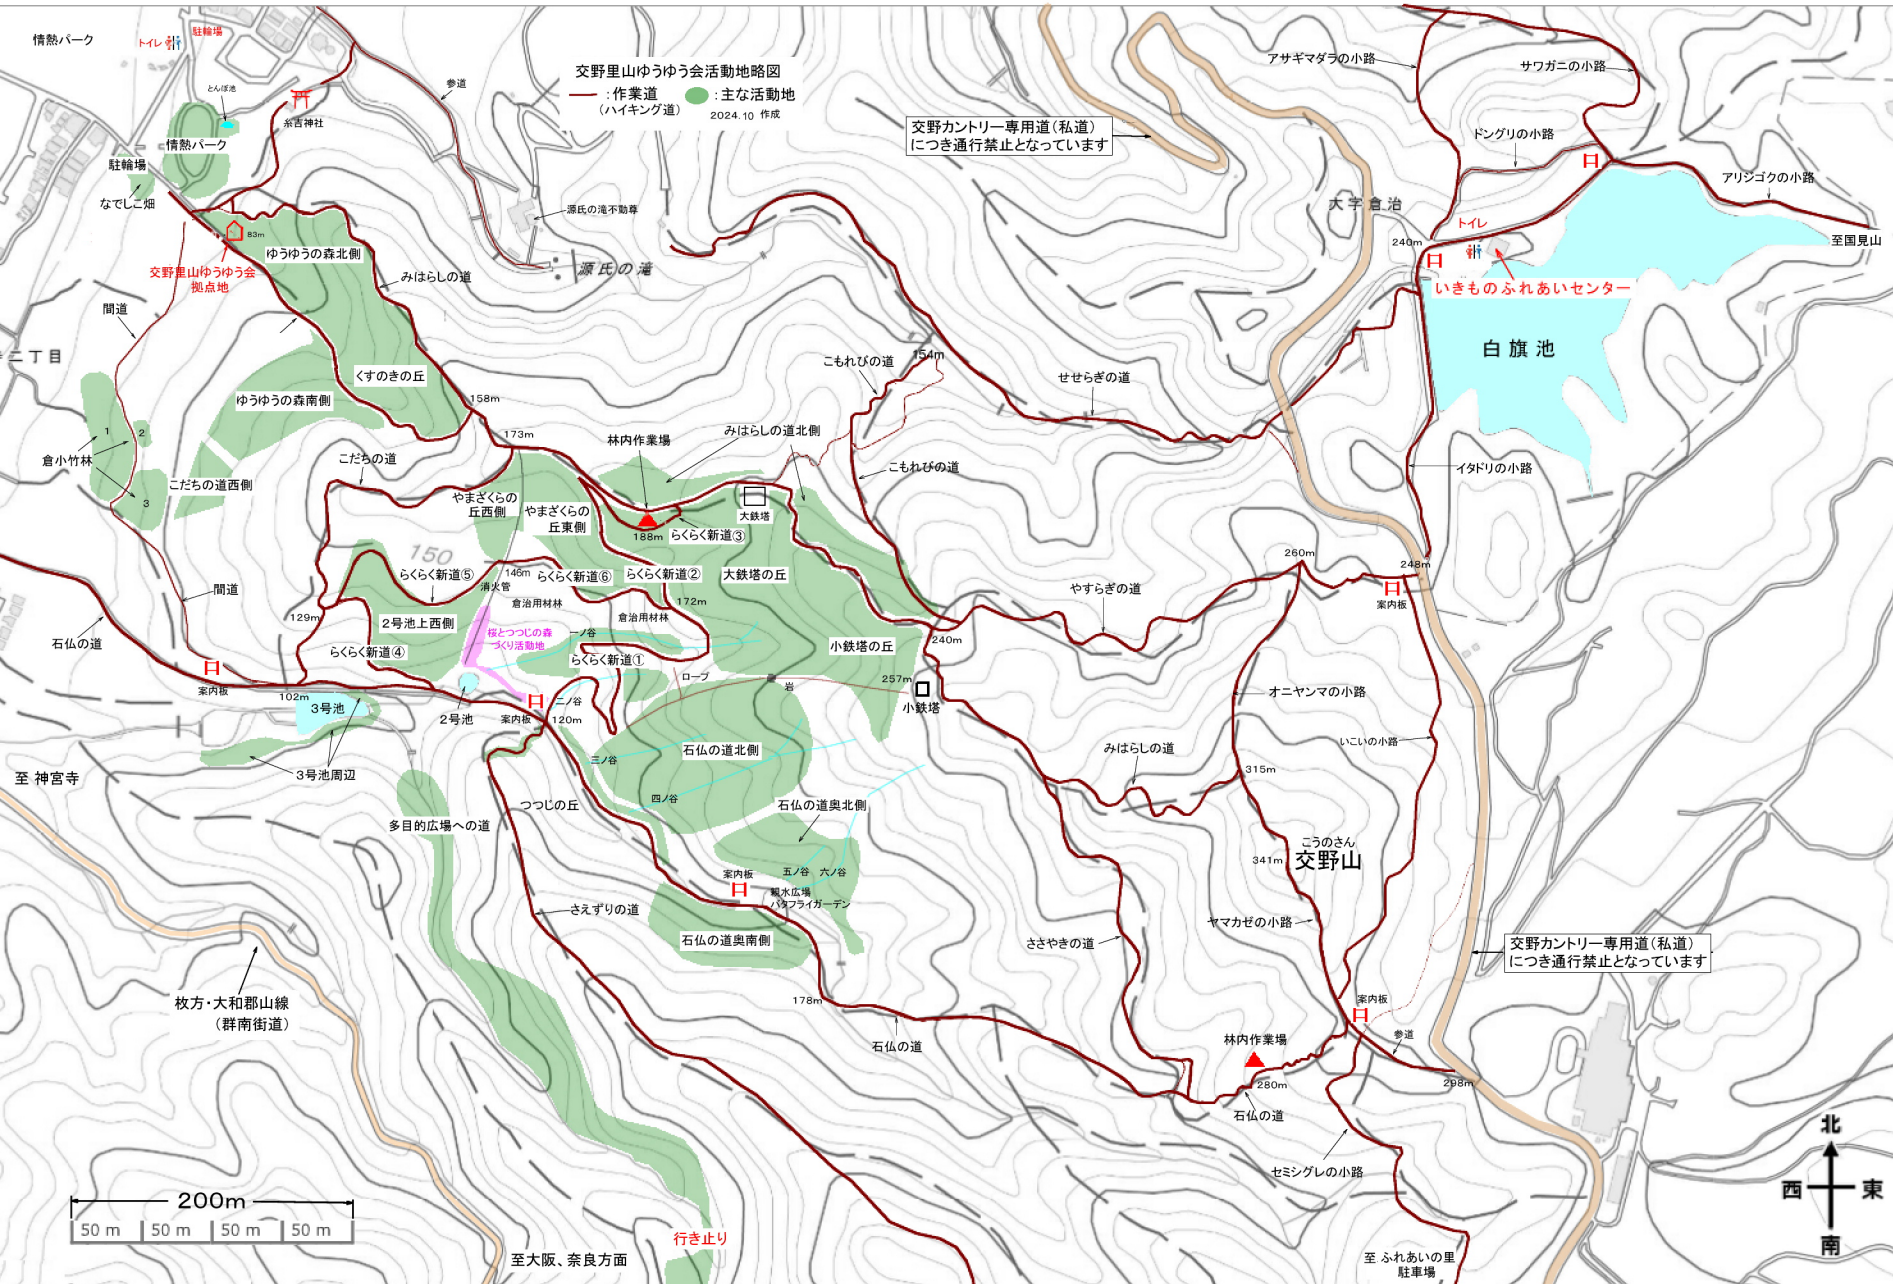 交野里山ゆうゆう会活動地略図
：作業道
（ハイキング道）
：主な活動地
2024.10 作成
情熱パーク
トイレ
駐輪場
とんぼ池
糸吉神社
参道
情熱パーク
駐輪場
なでしこ畑
83m
交野里山ゆうゆう会
拠点地
ゆうゆうの森北側
みはらしの道
源氏の滝不動尊
源氏の滝
間道
二丁目
くすのきの丘
ゆうゆうの森南側
158m
1
2
3
倉小竹林
こだちの道西側
こだちの道
173m
林内作業場
みはらしの道北側
こもれびの道
154m
せせらぎの道
こもれびの道
やまざくらの
丘西側
やまざくらの
丘東側
188m
らくらく新道③
大鉄塔
大鉄塔の丘
150
らくらく新道⑤
146m
消火管
らくらく新道⑥
らくらく新道②
172m
倉治用材林
倉治用材林
間道
石仏の道
129m
2号池上西側
らくらく新道④
桜とつつじの森
づくり活動地
一ノ谷
らくらく新道①
ロープ
岩
小鉄塔の丘
240m
257m
小鉄塔
案内板
102m
3号池
2号池
案内板
二ノ谷
120m
3号池周辺
三ノ谷
石仏の道北側
四ノ谷
石仏の道奥北側
至 神宮寺
多目的広場への道
つつじの丘
五ノ谷
六ノ谷
案内板
親水広場
バタフライガーデン
さえずりの道
石仏の道奥南側
178m
石仏の道
枚方・大和郡山線
（群南街道）
200m
50 m
50 m
50 m
50 m
至大阪、奈良方面
行き止り
交野カントリー専用道（私道）
につき通行禁止となっています
アサギマダラの小路
サワガニの小路
ドングリの小路
アリジゴクの小路
大字倉治
240m
トイレ
至国見山
いきものふれあいセンター
白旗池
イタドリの小路
260m
248m
案内板
やすらぎの道
オニヤンマの小路
いこいの小路
みはらしの道
315m
こうのさん
交野山
341m
ヤマカゼの小路
ささやきの道
交野カントリー専用道（私道）
につき通行禁止となっています
案内板
参道
林内作業場
280m
298m
石仏の道
セミシグレの小路
至 ふれあいの里
駐車場
北
西
東
南